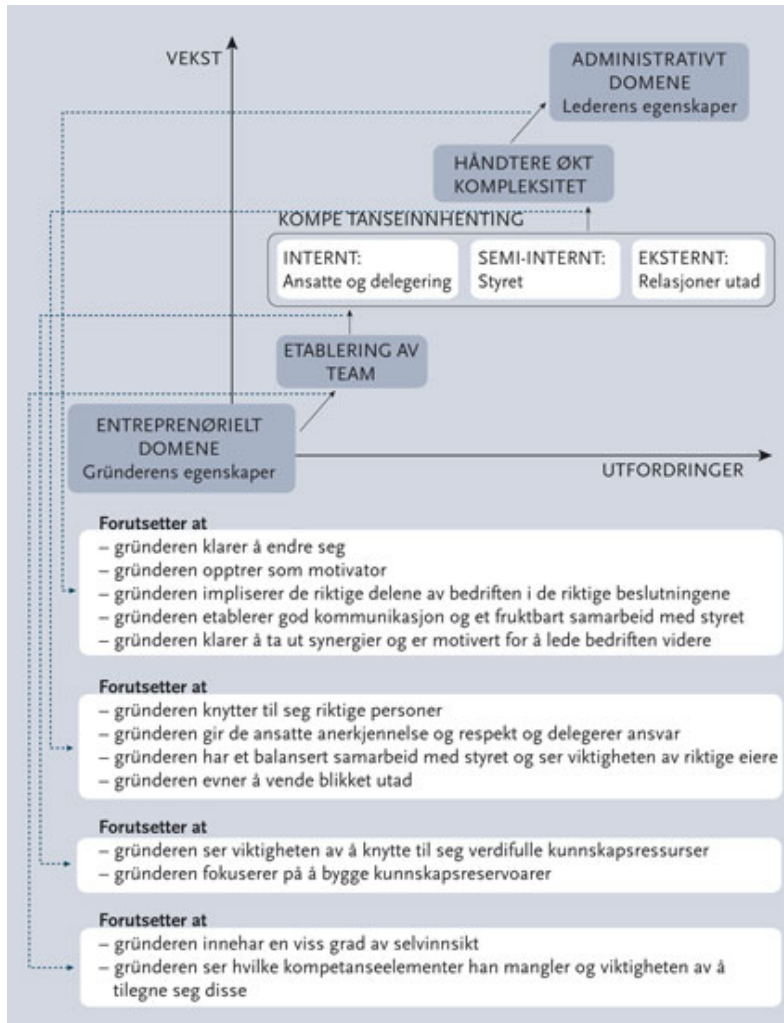 VEKST
ADMINISTRATIVT
DOMENE
Lederens egenskaper
HÅNDTERE ØKT
KOMPLEKSITET
KOMPE TANSEINNHENTING
INTERNT:
Ansatte og delegering
SEMI-INTERNT:
Styret
EKSTERNT:
Relasjoner utad
ETABLERING AV
TEAM
ENTREPRENØRIELT
DOMENE
Gründerens egenskaper
UTFORDRINGER
Forutsetter at
– gründeren klarer å endre seg
– gründeren opptrer som motivator
– gründeren impliserer de riktige delene av bedriften i de riktige beslutningene
– gründeren etablerer god kommunikasjon og et fruktbart samarbeid med styret
– gründeren klarer å ta ut synergier og er motivert for å lede bedriften videre
Forutsetter at
– gründeren knytter til seg riktige personer
– gründeren gir de ansatte anerkjennelse og respekt og delegerer ansvar
– gründeren har et balansert samarbeid med styret og ser viktigheten av riktige eiere
– gründeren evner å vende blikket utad
Forutsetter at
– gründeren ser viktigheten av å knytte til seg verdifulle kunnskapsressurser
– gründeren fokuserer på å bygge kunnskapsreservoarer
Forutsetter at
– gründeren innehar en viss grad av selvinnsikt
– gründeren ser hvilke kompetanseelementer han mangler og viktigheten av å
tilegne seg disse